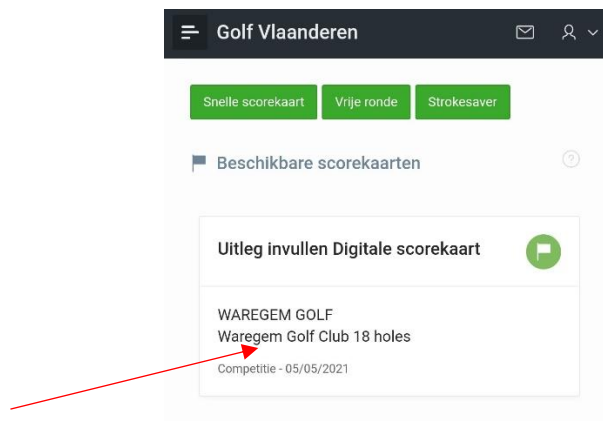 Golf Vlaanderen
Snelle scorekaart Vrije ronde Strokesaver
Beschikbare scorekaarten ?
Uitleg invullen Digitale scorekaart
WAREGEM GOLF
Waregem Golf Club 18 holes
Competitie - 05/05/2021